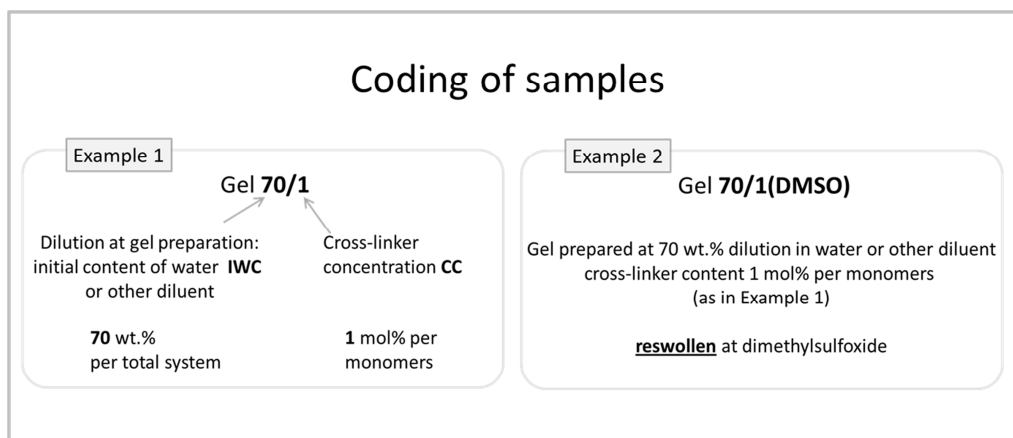 Coding of samples
Example 1
Gel 70/1
Dilution at gel preparation:
initial content of water IWC
or other diluent
70 wt.%
per total system
Cross-linker
concentration CC
1 mol% per
monomers
Example 2
Gel 70/1(DMSO)
Gel prepared at 70 wt.% dilution in water or other diluent
cross-linker content 1 mol% per monomers
(as in Example 1)
reswollen at dimethylsulfoxide